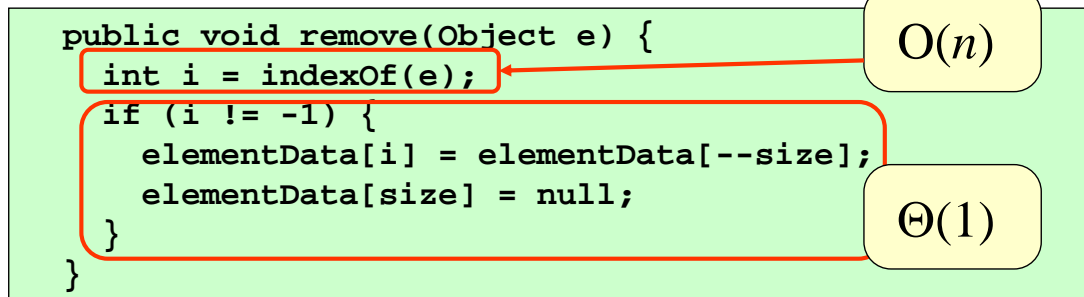 public void remove(Object e) {
int i = indexOf(e);
if (i != -1) {
elementData[i] = elementData[--size];
elementData[size] = null;
}
}
O(n)
Θ(1)